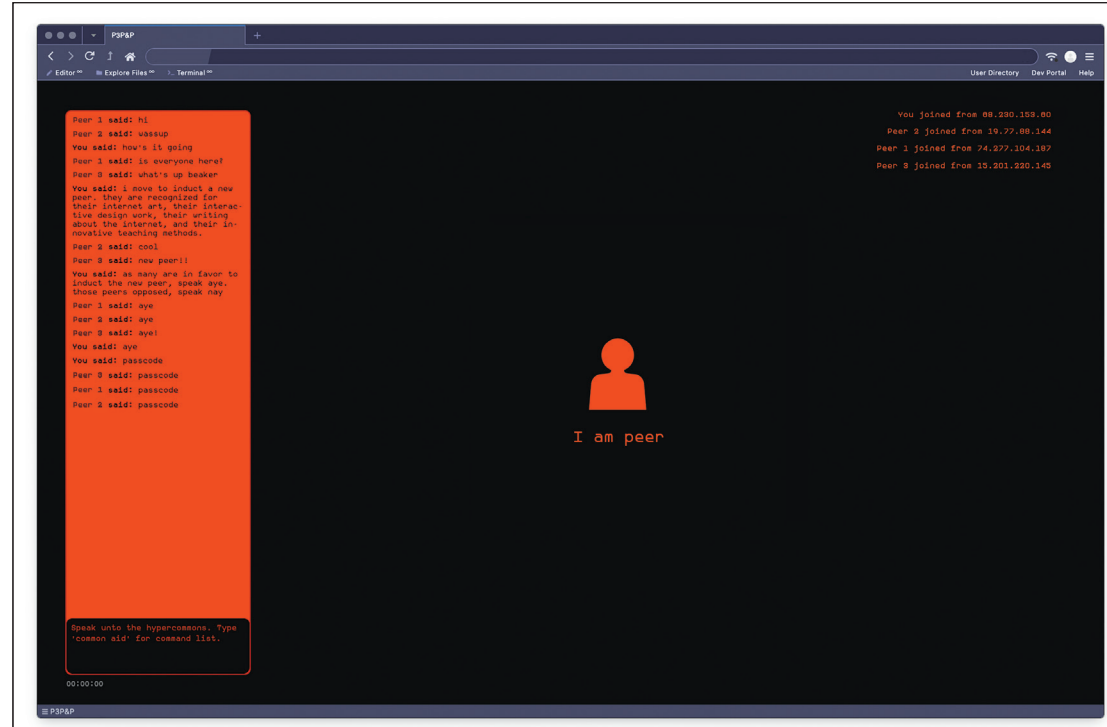 P3P&P
Editor
Explore Files
Terminal
User Directory Dev Portal Help
Peer 1 said: hi
Peer 2 said: wassup
You said: how's it going
Peer 1 said: is everyone here?
Peer 3 said: what's up beaker
You said: i move to induct a new
peer. they are recognized for
their internet art, their interac-
tive design work, their writing
about the internet, and their in-
novative teaching methods.
Peer 2 said: cool
Peer 3 said: new peer!!
You said: as many are in favor to
induct the new peer, speak aye.
those peers opposed, speak nay
Peer 1 said: aye
Peer 2 said: aye
Peer 3 said: aye!
You said: aye
You said: passcode
Peer 3 said: passcode
Peer 1 said: passcode
Peer 2 said: passcode
Speak unto the hypercommons. Type
'common aid' for command list.
00:00:00
You joined from 68.230.153.60
Peer 2 joined from 19.77.88.144
Peer 1 joined from 74.277.104.187
Peer 3 joined from 15.201.220.145
I am peer
P3P&P